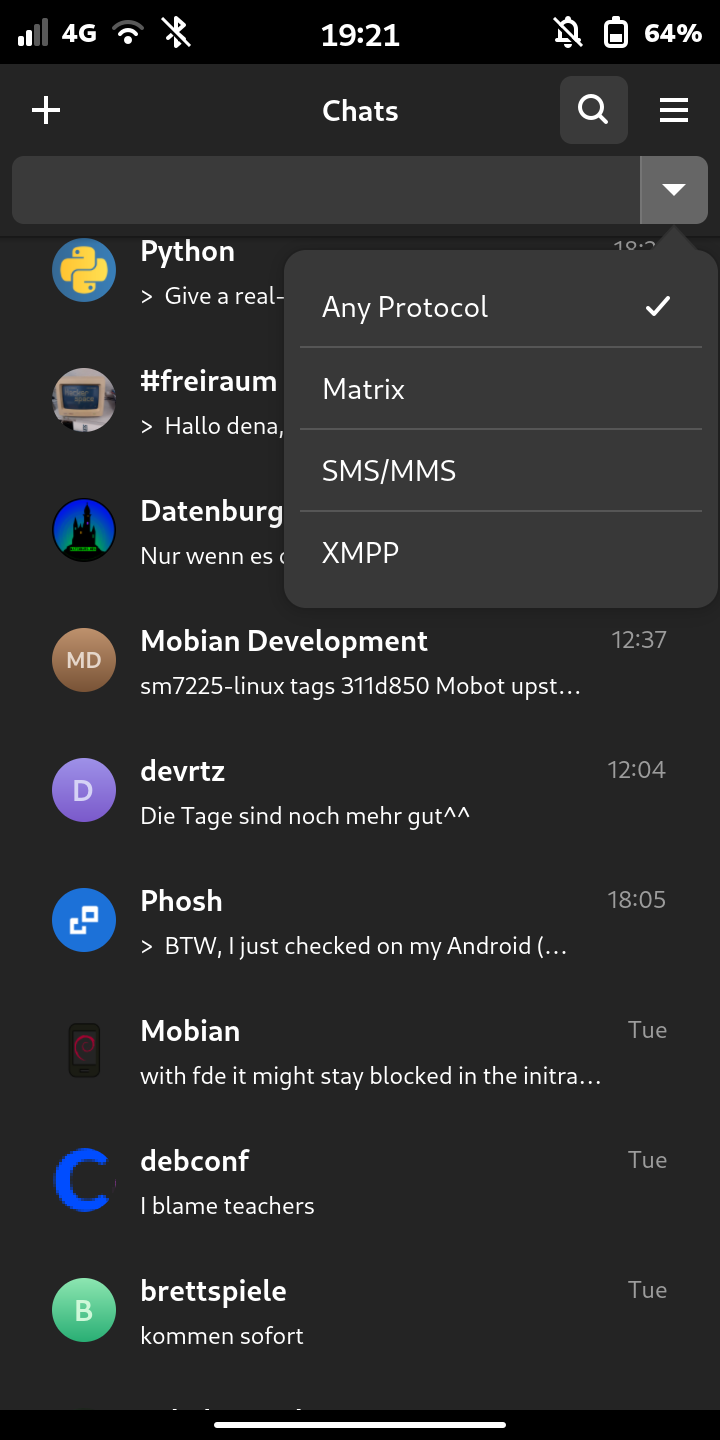 4G 19:21 64%
Chats
Python
> Give a real-
Any Protocol
Matrix
SMS/MMS
XMPP
#freiraum
> Hallo dena,
Datenburg
Nur wenn es
Mobian Development 12:37
sm7225-linux tags 311d850 Mobot upst…
MD
devrtz 12:04
Die Tage sind noch mehr gut^^
D
Phosh 18:05
> BTW, I just checked on my Android (…
Mobian Tue
with fde it might stay blocked in the initra…
debconf Tue
I blame teachers
brettspiele Tue
kommen sofort
B